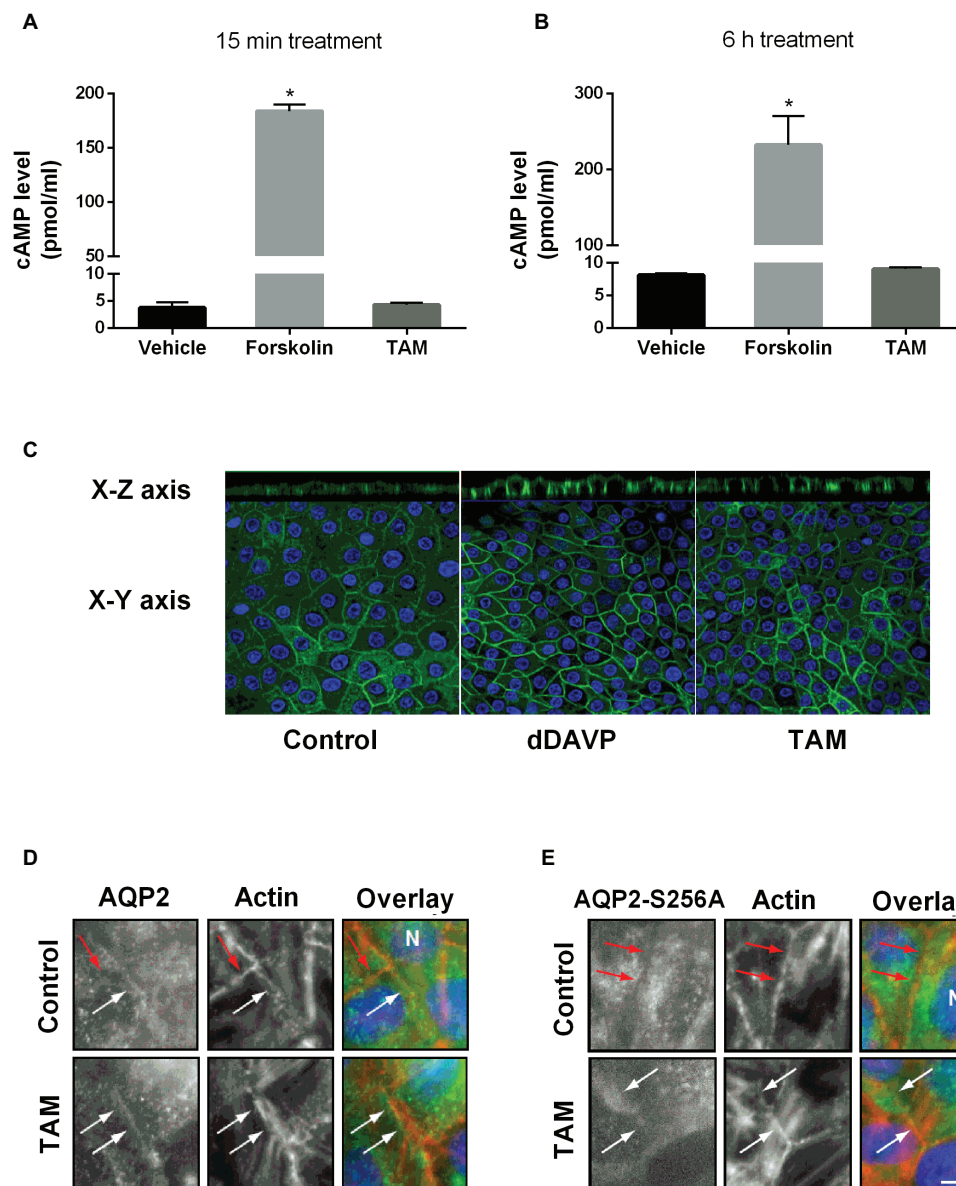 A
15 min treatment
cAMP level
(pmol/ml)
200
150
100
50
10
5
0
*
Vehicle
Forskolin
TAM
B
6 h treatment
cAMP level
(pmol/ml)
300
200
100
10
5
0
*
Vehicle
Forskolin
TAM
C
X-Z axis
X-Y axis
Control
dDAVP
TAM
D
AQP2
Actin
Overlay
Control
N
TAM
E
AQP2-S256A
Actin
Overla
Control
N
TAM